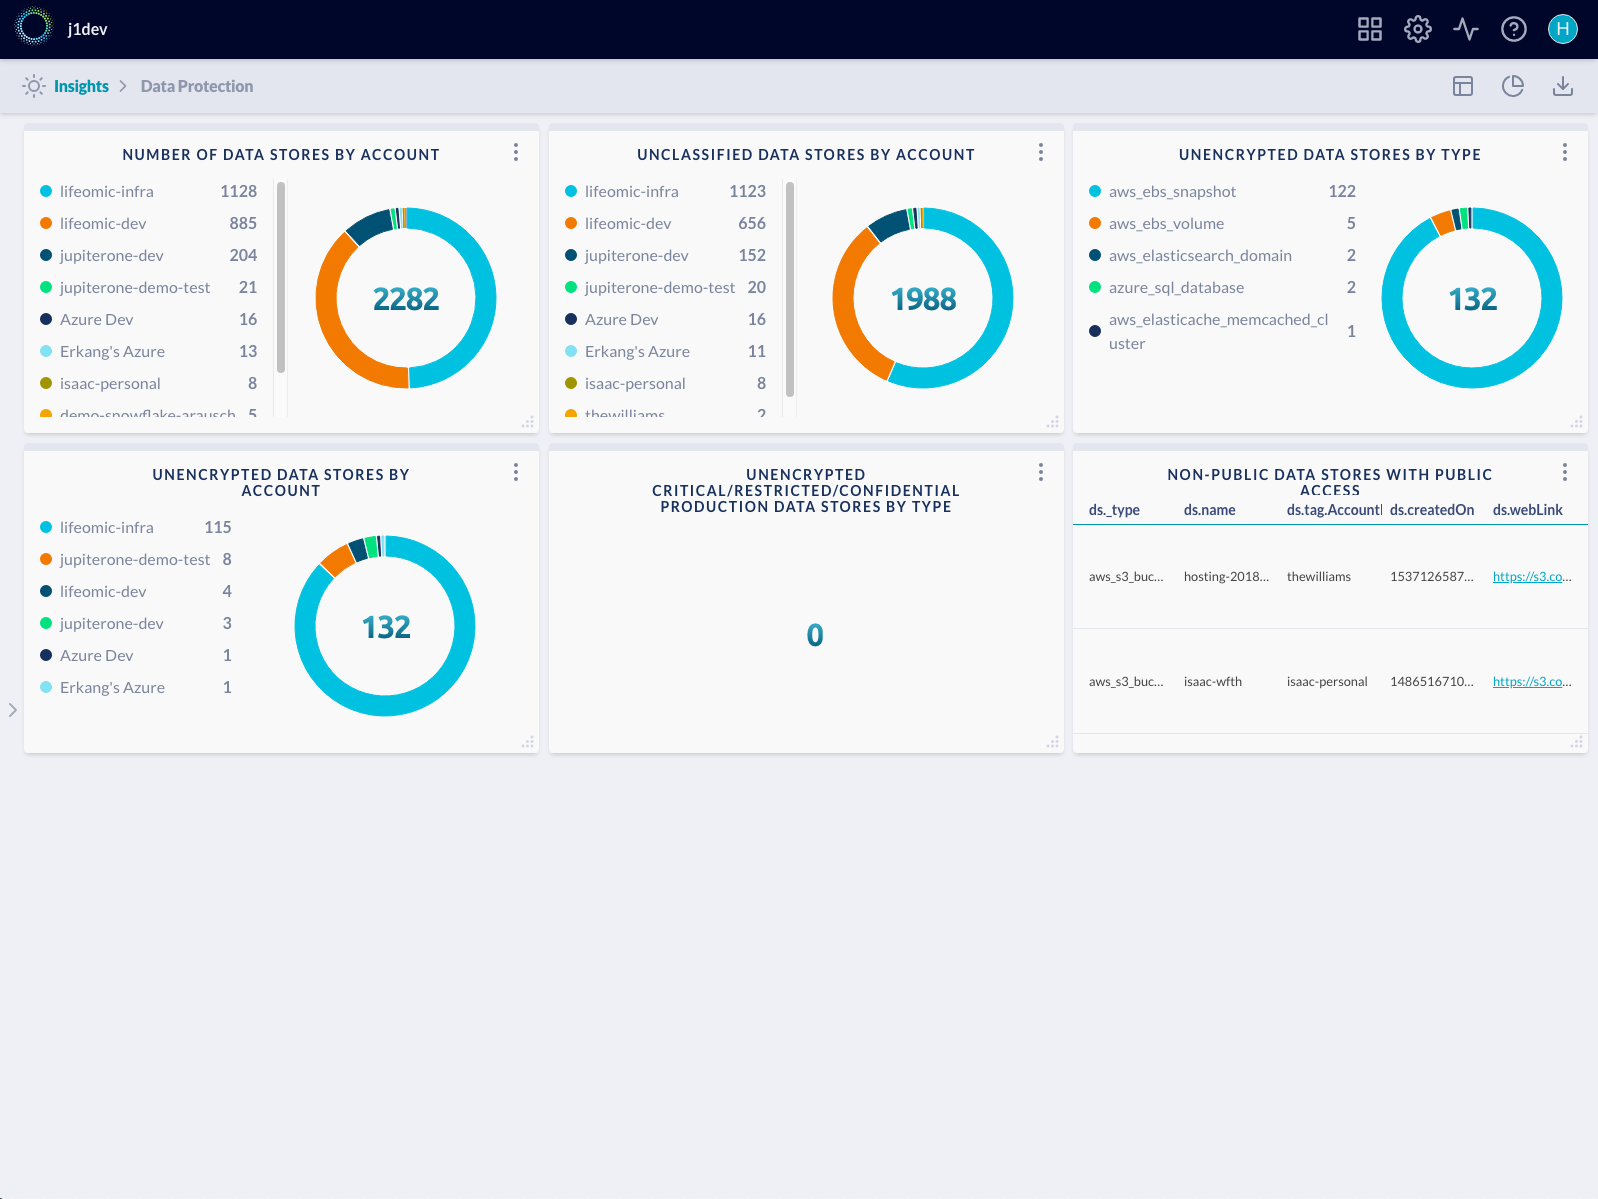 j1dev
H
Insights
Data Protection
NUMBER OF DATA STORES BY ACCOUNT
lifeomic-infra 1128
lifeomic-dev 885
jupiterone-dev 204
jupiterone-demo-test 21
Azure Dev 16
Erkang's Azure 13
isaac-personal 8
demo-snowflake-arausch 5
2282
UNCLASSIFIED DATA STORES BY ACCOUNT
lifeomic-infra 1123
lifeomic-dev 656
jupiterone-dev 152
jupiterone-demo-test 20
Azure Dev 16
Erkang's Azure 11
isaac-personal 8
thewilliams 2
1988
UNENCRYPTED DATA STORES BY TYPE
aws_ebs_snapshot 122
aws_ebs_volume 5
aws_elasticsearch_domain 2
azure_sql_database 2
aws_elasticache_memcached_cl
uster 1
132
UNENCRYPTED DATA STORES BY
ACCOUNT
lifeomic-infra 115
jupiterone-demo-test 8
lifeomic-dev 4
jupiterone-dev 3
Azure Dev 1
Erkang's Azure 1
132
UNENCRYPTED
CRITICAL/RESTRICTED/CONFIDENTIAL
PRODUCTION DATA STORES BY TYPE
0
NON-PUBLIC DATA STORES WITH PUBLIC
ACCESS
ds._type ds.name ds.tag.Account ds.createdOn ds.webLink
aws_s3_buc... hosting-2018... thewilliams 1537126587... https://s3.co...
aws_s3_buc... isaac-wfth isaac-personal 1486516710... https://s3.co...